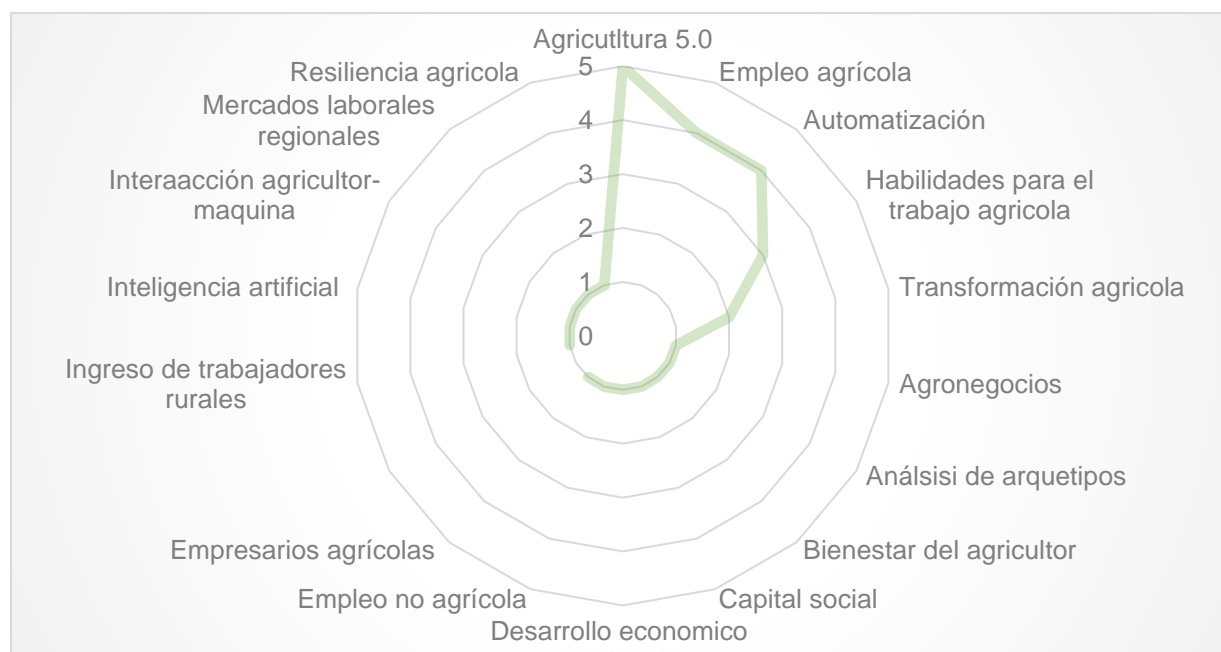 Agricutltura 5.0
Empleo agrícola
Automatización
Habilidades para el
trabajo agricola
Transformación agricola
Agronegocios
Análsisi de arquetipos
Bienestar del agricultor
Capital social
Desarrollo economico
Empleo no agrícola
Empresarios agrícolas
Ingreso de trabajadores
rurales
Inteligencia artificial
Interaacción agricultor-
maquina
Mercados laborales
regionales
Resiliencia agricola
5
4
3
2
1
0